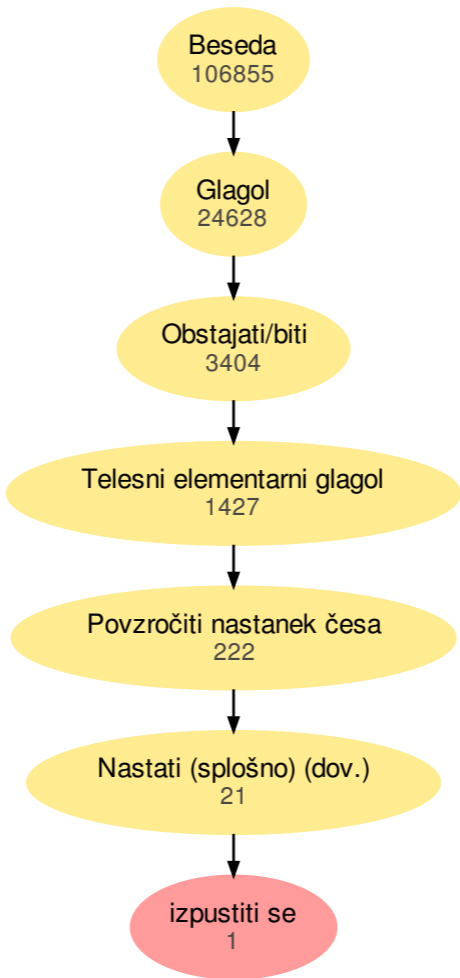 Beseda
106855
Glagol
24628
Obstajati/biti
3404
Telesni elementarni glagol
1427
Povzročiti nastanek česa
222
Nastati (splošno) (dov.)
21
izpustiti se
1